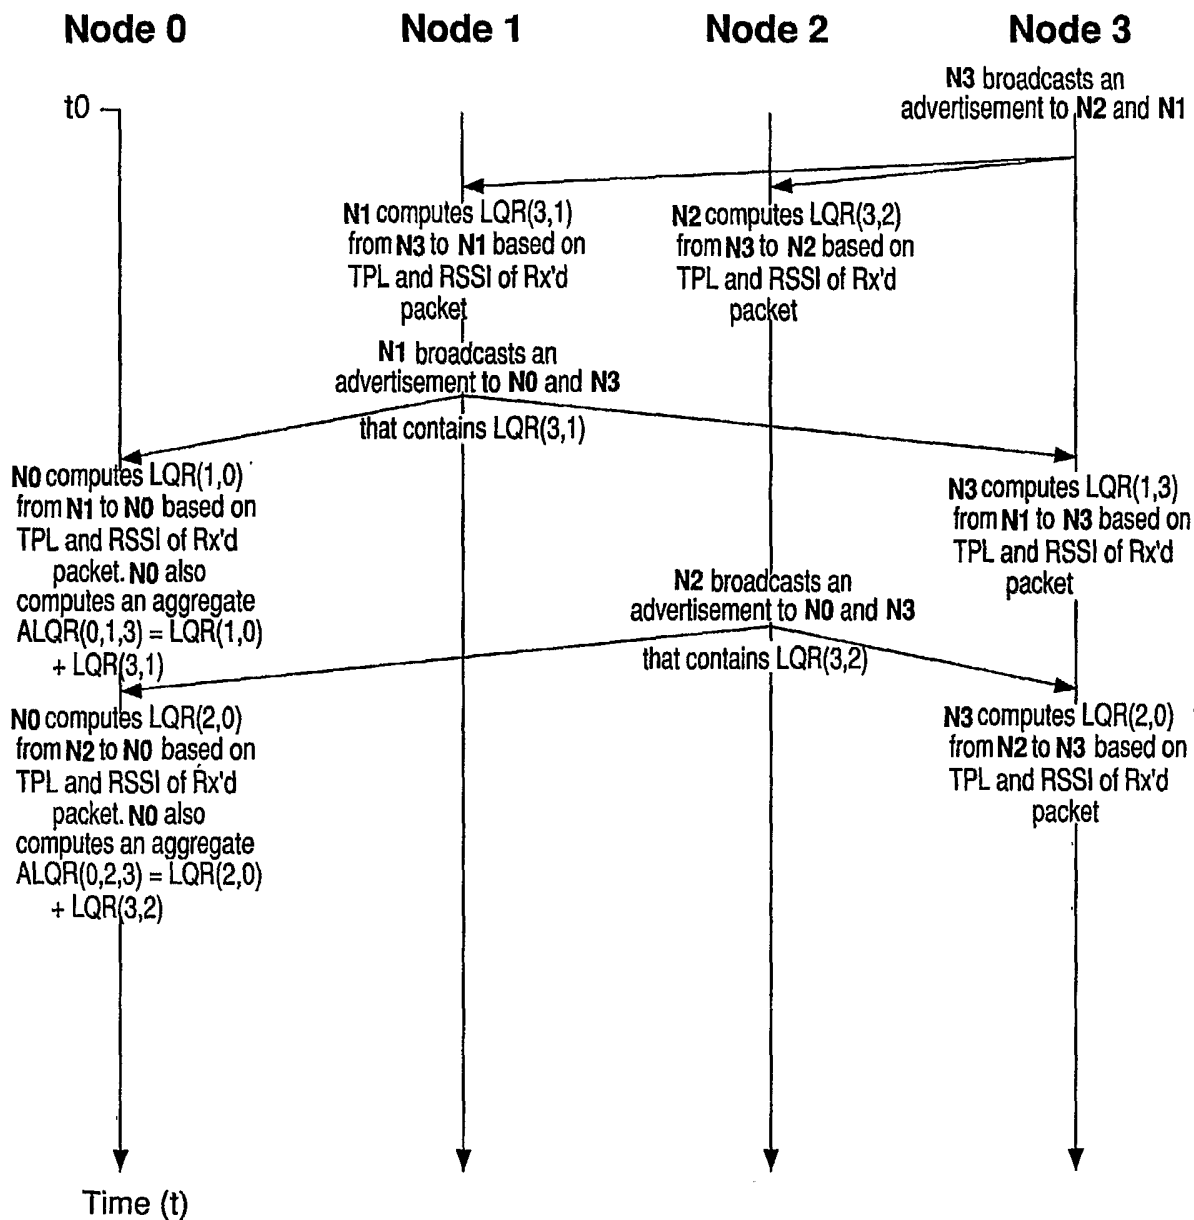 Node 0 Node 1 Node 2 Node 3
N3 broadcasts an
advertisement to N2 and N1
t0
N1 computes LQR(3,1)
from N3 to N1 based on
TPL and RSSI of Rx'd
packet
N2 computes LQR(3,2)
from N3 to N2 based on
TPL and RSSI of Rx'd
packet
N1 broadcasts an
advertisement to N0 and N3
that contains LQR(3,1)
N0 computes LQR(1,0)
from N1 to N0 based on
TPL and RSSI of Rx'd
packet. N0 also
computes an aggregate
ALQR(0,1,3) = LQR(1,0)
+ LQR(3,1)
N3 computes LQR(1,3)
from N1 to N3 based on
TPL and RSSI of Rx'd
packet
N2 broadcasts an
advertisement to N0 and N3
that contains LQR(3,2)
N0 computes LQR(2,0)
from N2 to N0 based on
TPL and RSSI of Rx'd
packet. N0 also
computes an aggregate
ALQR(0,2,3) = LQR(2,0)
+ LQR(3,2)
N3 computes LQR(2,0)
from N2 to N3 based on
TPL and RSSI of Rx'd
packet
Time (t)